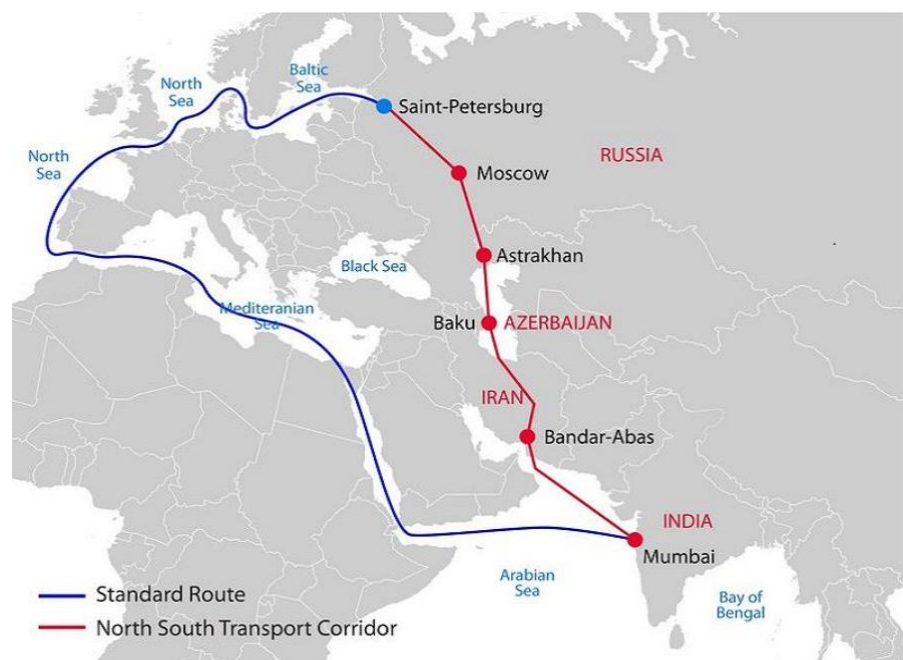 Baltic
Sea
North
Sea
Saint-Petersburg
North
Sea
RUSSIA
Moscow
Astrakhan
Black Sea
Mediteranian
Sea
Baku
AZERBAIJAN
IRAN
Bandar-Abas
INDIA
Mumbai
Arabian
Sea
Bay of
Bengal
Standard Route
North South Transport Corridor